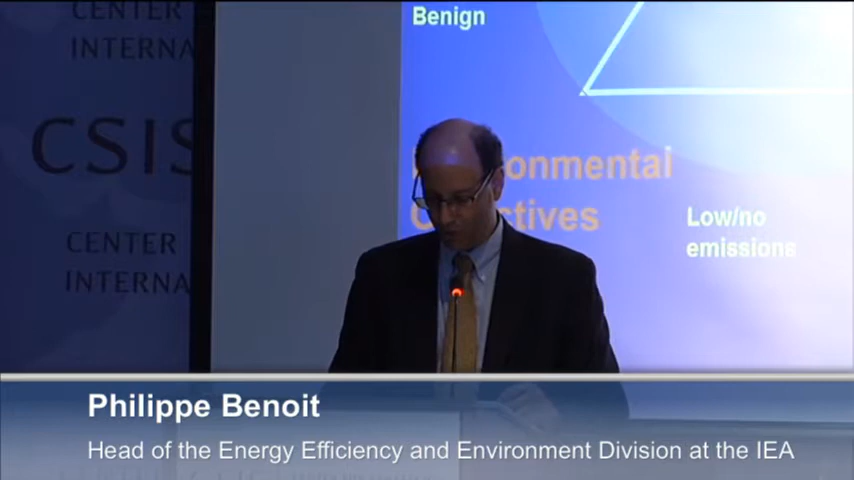 CENTER
INTERNA
CSIS
CENTER
INTERNA
Benign
onmental
ctives
Low/no
emissions
Philippe Benoit
Head of the Energy Efficiency and Environment Division at the IEA